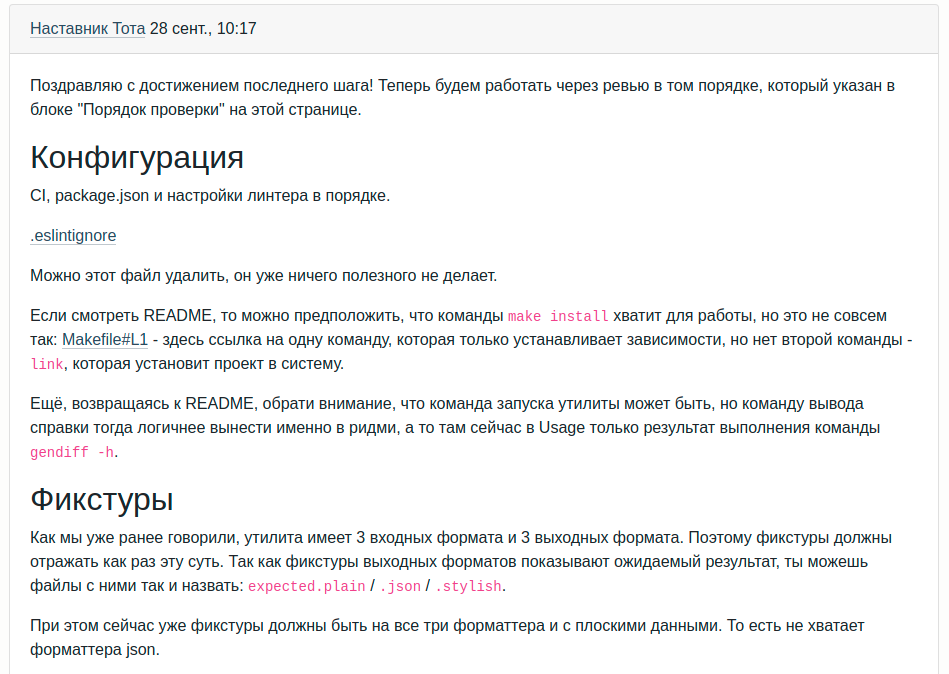 Наставник Тота 28 сент., 10:17
Поздравляю с достижением последнего шага! Теперь будем работать через ревью в том порядке, который указан в
блоке "Порядок проверки" на этой странице.
Конфигурация
CI, package.json и настройки линтера в порядке.
.eslintignore
Можно этот файл удалить, он уже ничего полезного не делает.
Если смотреть README, то можно предположить, что команды make install хватит для работы, но это не совсем
так: Makefile#L1 - здесь ссылка на одну команду, которая только устанавливает зависимости, но нет второй команды -
link, которая установит проект в систему.
Ещё, возвращаясь к README, обрати внимание, что команда запуска утилиты может быть, но команду вывода
справки тогда логичнее вынести именно в ридми, а то там сейчас в Usage только результат выполнения команды
gendiff -h.
Фикстуры
Как мы уже ранее говорили, утилита имеет 3 входных формата и 3 выходных формата. Поэтому фикстуры должны
отражать как раз эту суть. Так как фикстуры выходных форматов показывают ожидаемый результат, ты можешь
файлы с ними так и назвать: expected.plain / .json / .stylish.
При этом сейчас уже фикстуры должны быть на все три форматтера и с плоскими данными. То есть не хватает
форматтера json.